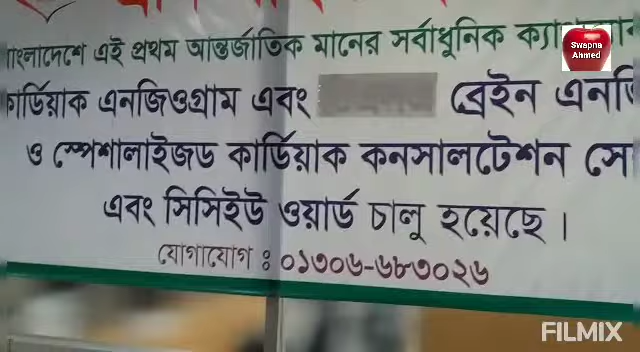 বাংলাদেশে এই প্রথম আন্তর্জাতিক মানের সর্বাধুনিক
Swapna
Ahmed
কার্ডিয়াক এনজিওগ্রাম এবং ব্রেইন
ও স্পেশালাইজড কার্ডিয়াক কনসালটেশন
এবং সিসিইউ ওয়ার্ড চালু হয়েছে।
যোগাযোগ : ০১৩০৬-৬৮৩০২৬
FILMIX